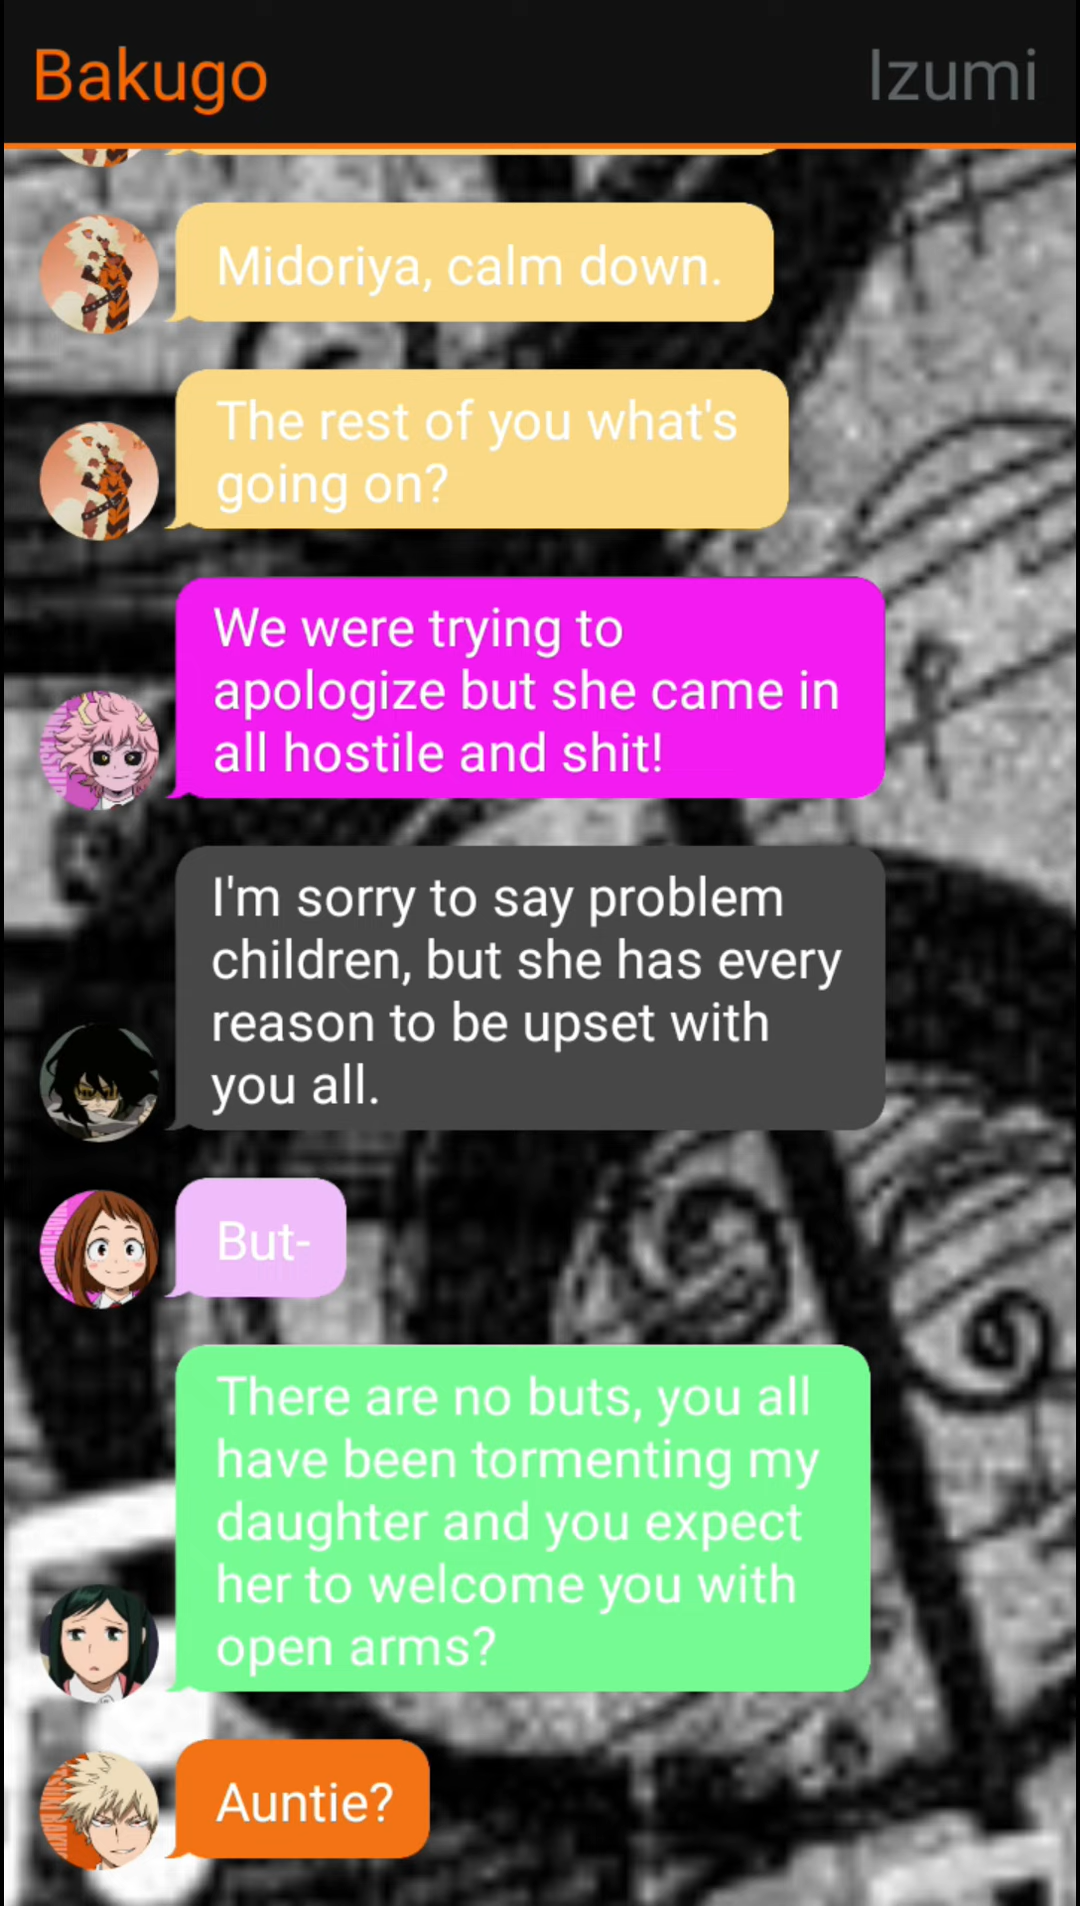 Bakugo
Izumi
Midoriya, calm down.
The rest of you what's
going on?
We were trying to
apologize but she came in
all hostile and shit!
I'm sorry to say problem
children, but she has every
reason to be upset with
you all.
But-
There are no buts, you all
have been tormenting my
daughter and you expect
her to welcome you with
open arms?
Auntie?